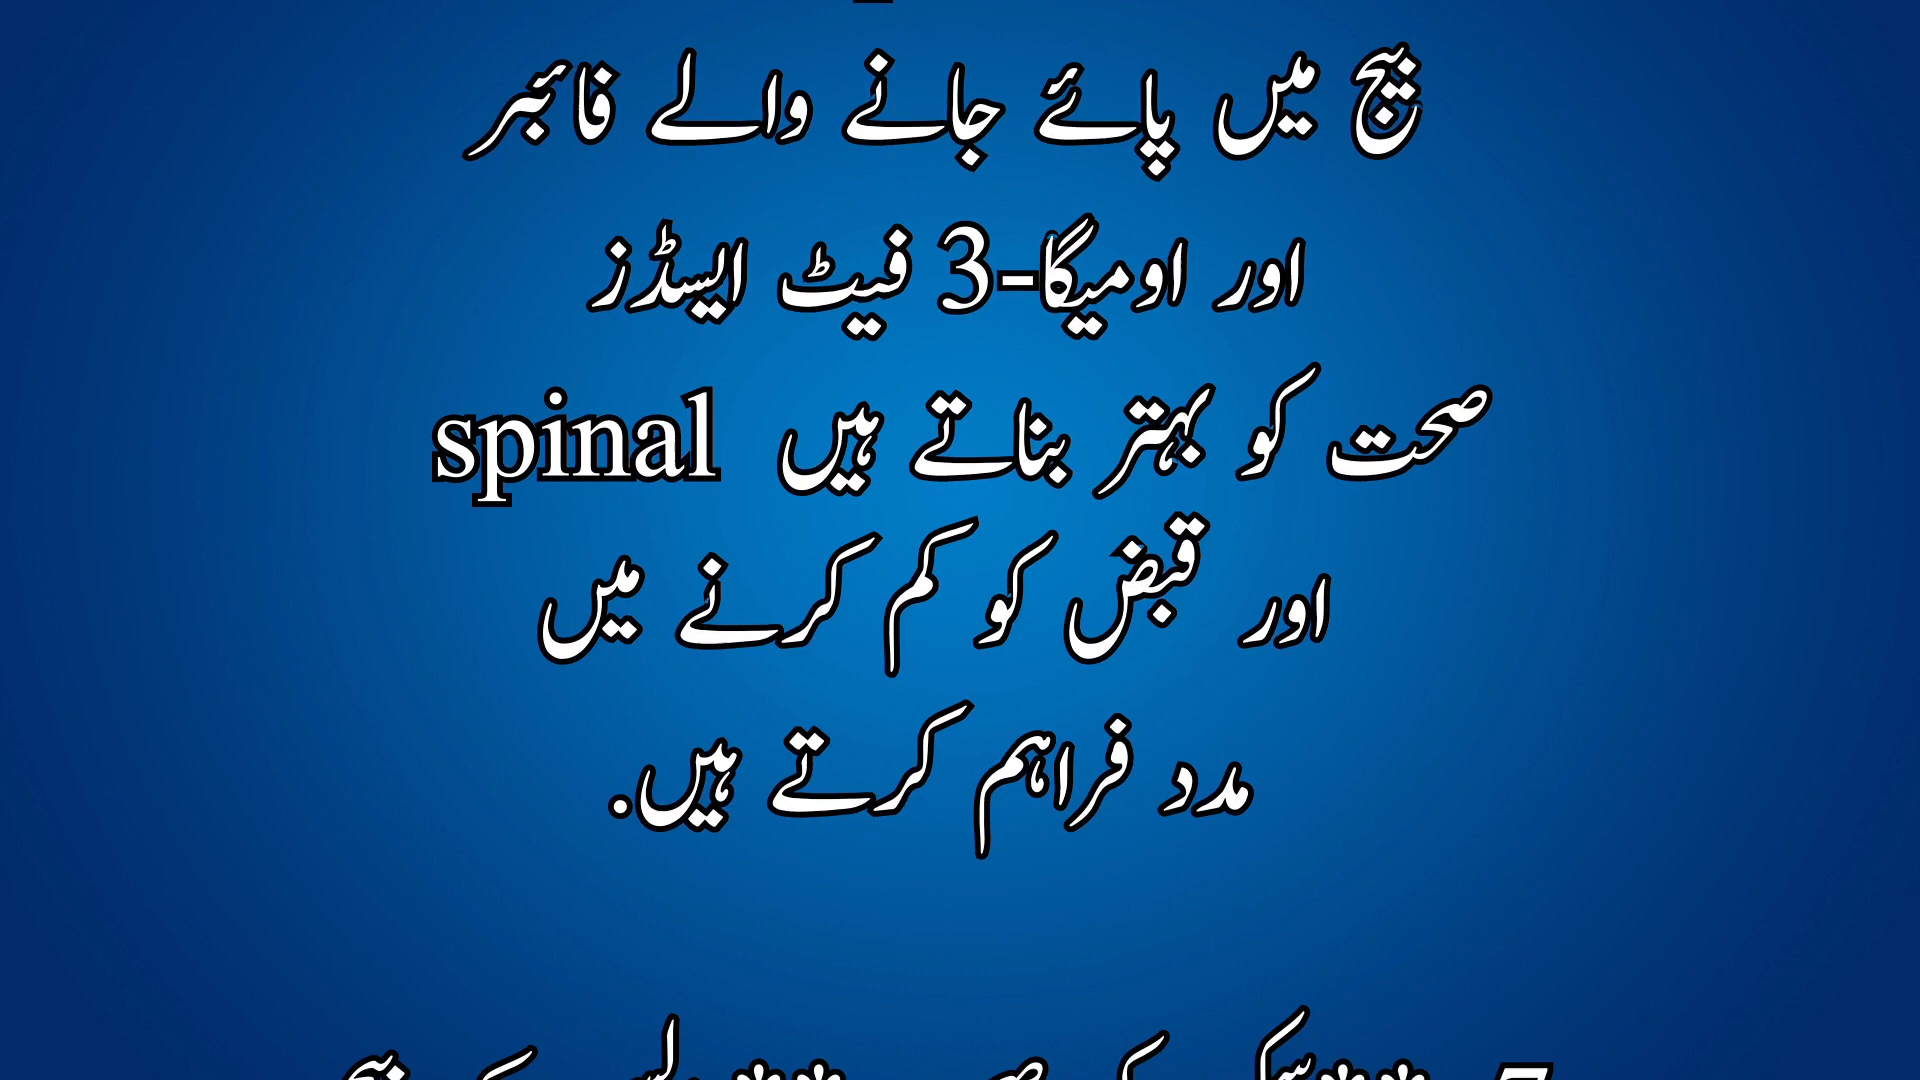 بیج میں پائے جانے والے فائبر
اور اومیگا-3 فیٹ ایسڈز
صحت کو بہتر بناتے ہیں spinal
اور قبض کو کم کرنے میں
مدد فراہم کرتے ہیں.